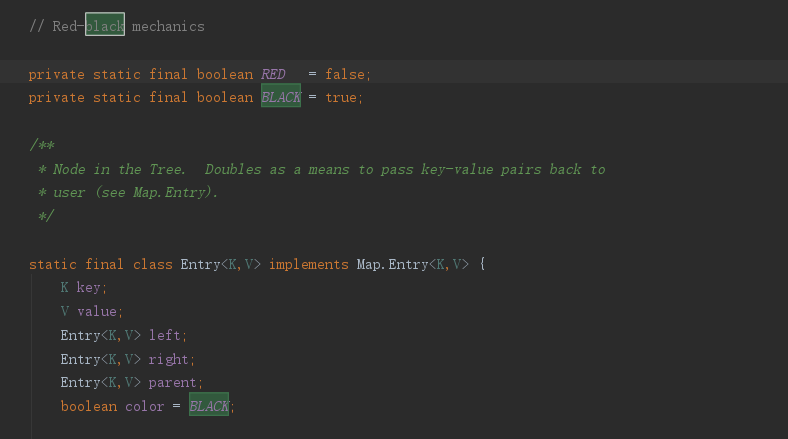 // Red-black mechanics
private static final boolean RED   = false;
private static final boolean BLACK = true;
/**
 * Node in the Tree.  Doubles as a means to pass key-value pairs back to
 * user (see Map.Entry).
 */
static final class Entry<K,V> implements Map.Entry<K,V> {
    K key;
    V value;
    Entry<K,V> left;
    Entry<K,V> right;
    Entry<K,V> parent;
    boolean color = BLACK;